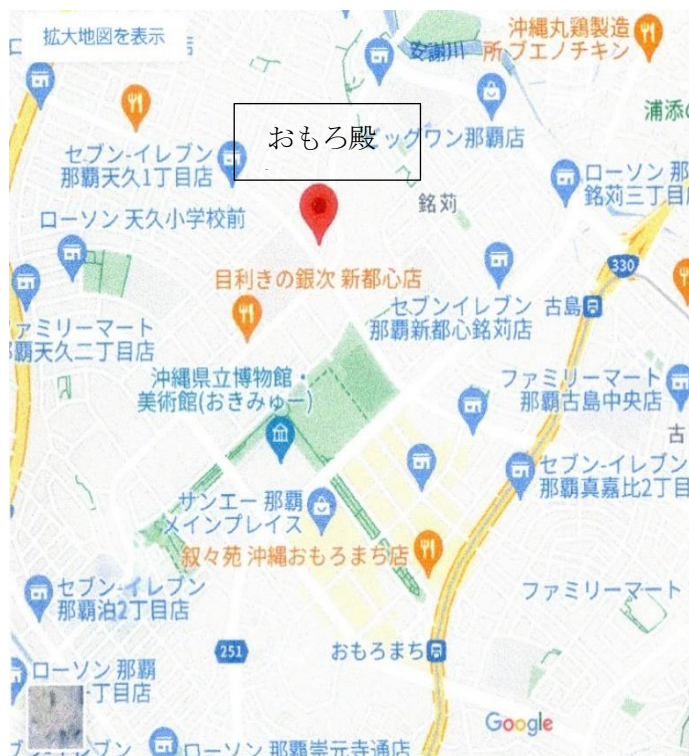 拡大地図を表示
沖縄丸鶏製造
所 ブエノチキン
安謝川
おもろ殿
ビッグワン那覇店
セブン-イレブン
那覇天久1丁目店
ローソン 天久小学校前
銘苅
ローソン 那
銘苅三丁目
330
目利きの銀次 新都心店
セブンイレブン
那覇新都心銘苅店
古島
ァミリーマート
那覇天久二丁目店
沖縄県立博物館・
美術館(おきみゅー)
ファミリーマート
那覇古島中央店
古
セブン-イレブン
那覇真嘉比2丁目
サンエー 那覇
メインプレイス
叙々苑 沖縄おもろまち店
セブン-イレブン
那覇泊2丁目店
ファミリーマート
251
おもろまち
ローソン 那覇
丁目店
Google
ローソン 那覇崇元寺通店